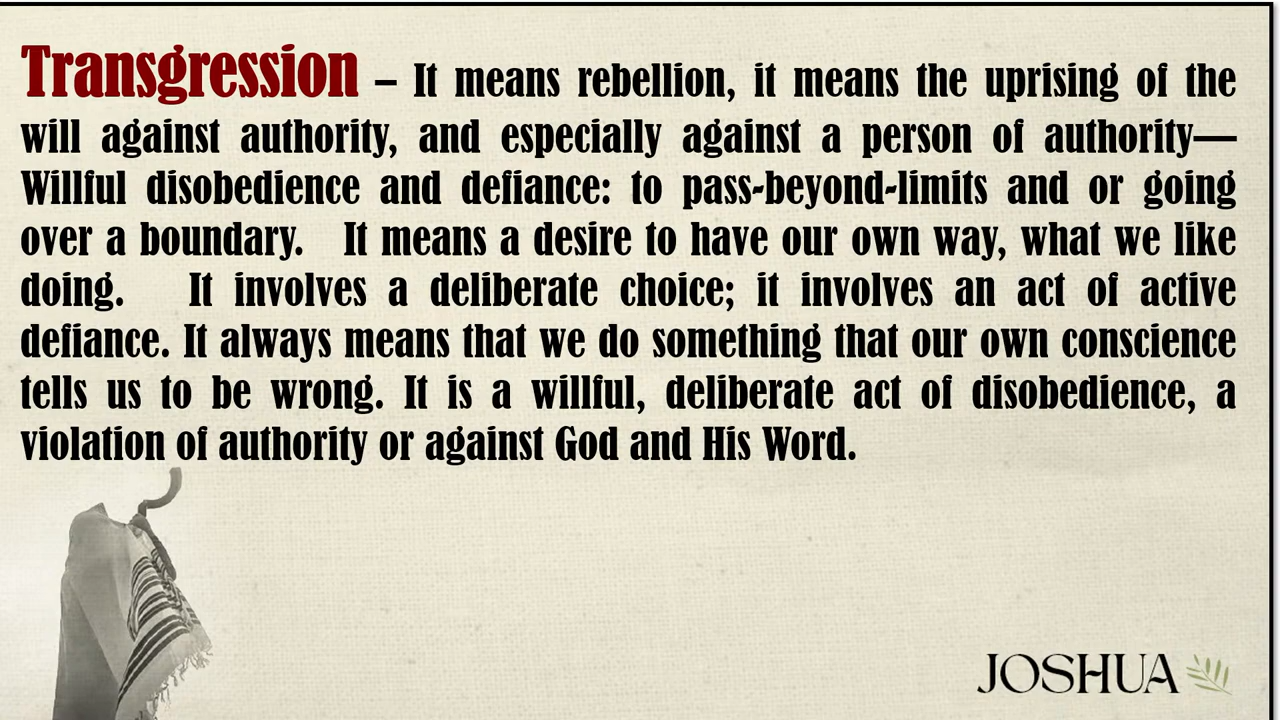 Transgression – It means rebellion, it means the uprising of the
will against authority, and especially against a person of authority—
Willful disobedience and defiance: to pass-beyond-limits and or going
over a boundary. It means a desire to have our own way, what we like
doing. It involves a deliberate choice; it involves an act of active
defiance. It always means that we do something that our own conscience
tells us to be wrong. It is a willful, deliberate act of disobedience, a
violation of authority or against God and His Word.
JOSHUA